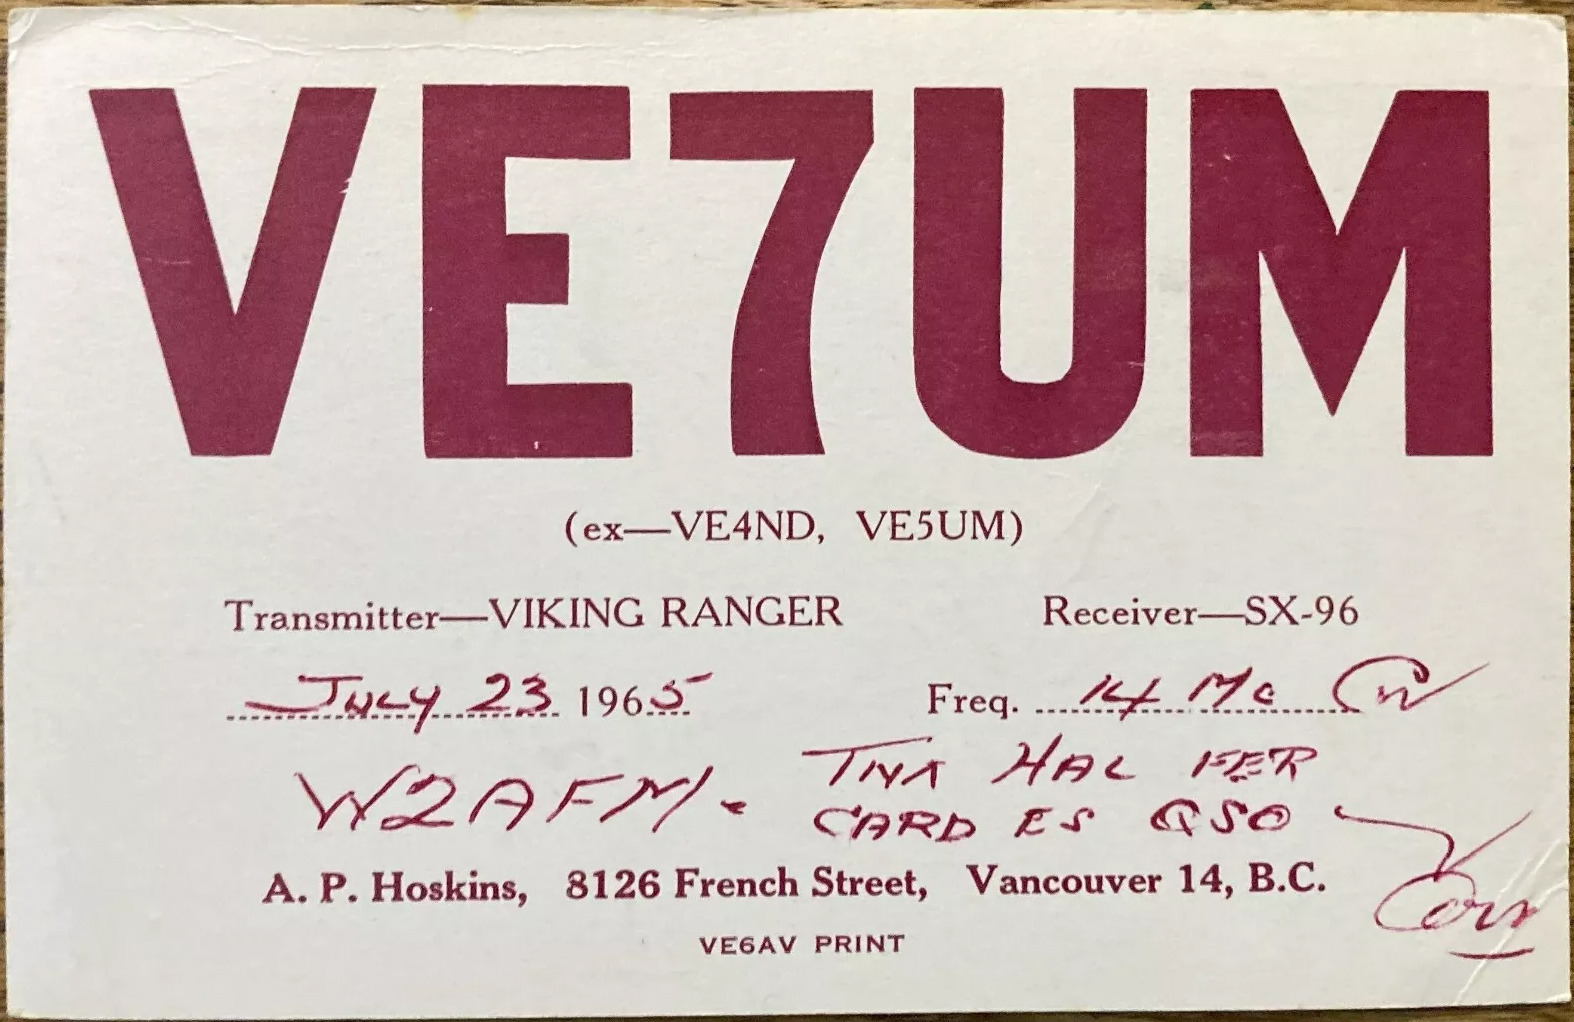 VE7UM
(ex—VE4ND, VE5UM)
Transmitter—VIKING RANGER Receiver—SX-96
July 23 1965 Freq. 14 Mc CW
W2AFM - TNX HAL FER
CARD ES QSO
A. P. Hoskins, 8126 French Street, Vancouver 14, B.C.
VE6AV PRINT